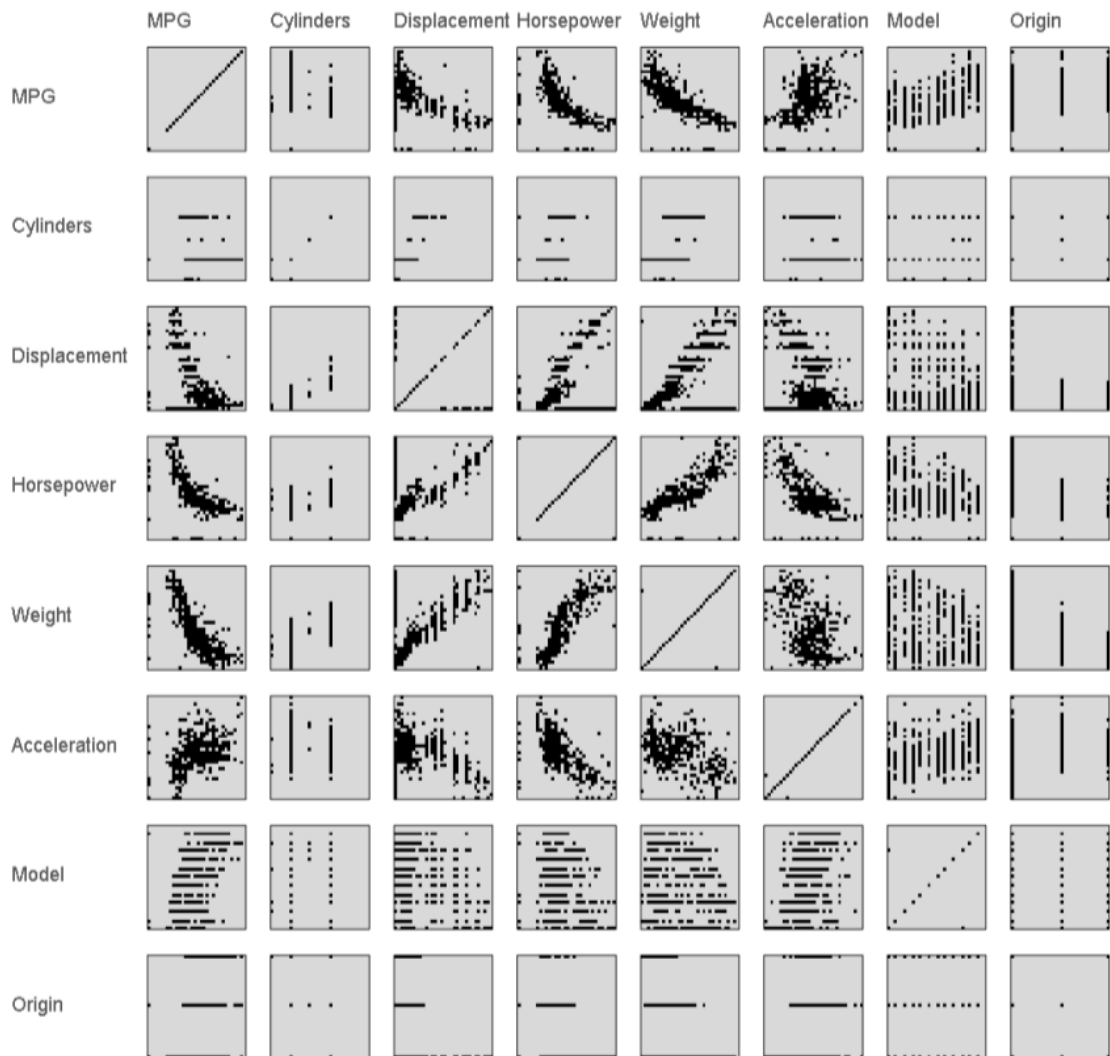 MPG Cylinders Displacement Horsepower Weight Acceleration Model Origin
MPG
Cylinders
Displacement
Horsepower
Weight
Acceleration
Model
Origin